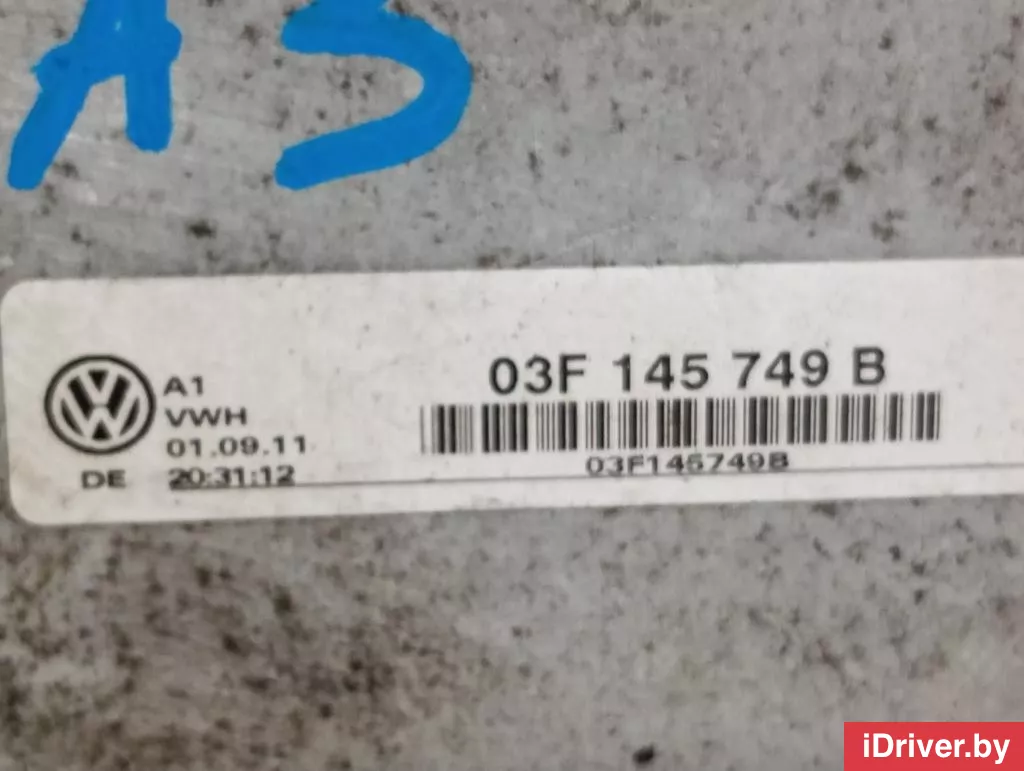 A3
A1
VWH
01.09.11
DE 20:31:12
03F 145 749 B
03F145749B
iDriver.by